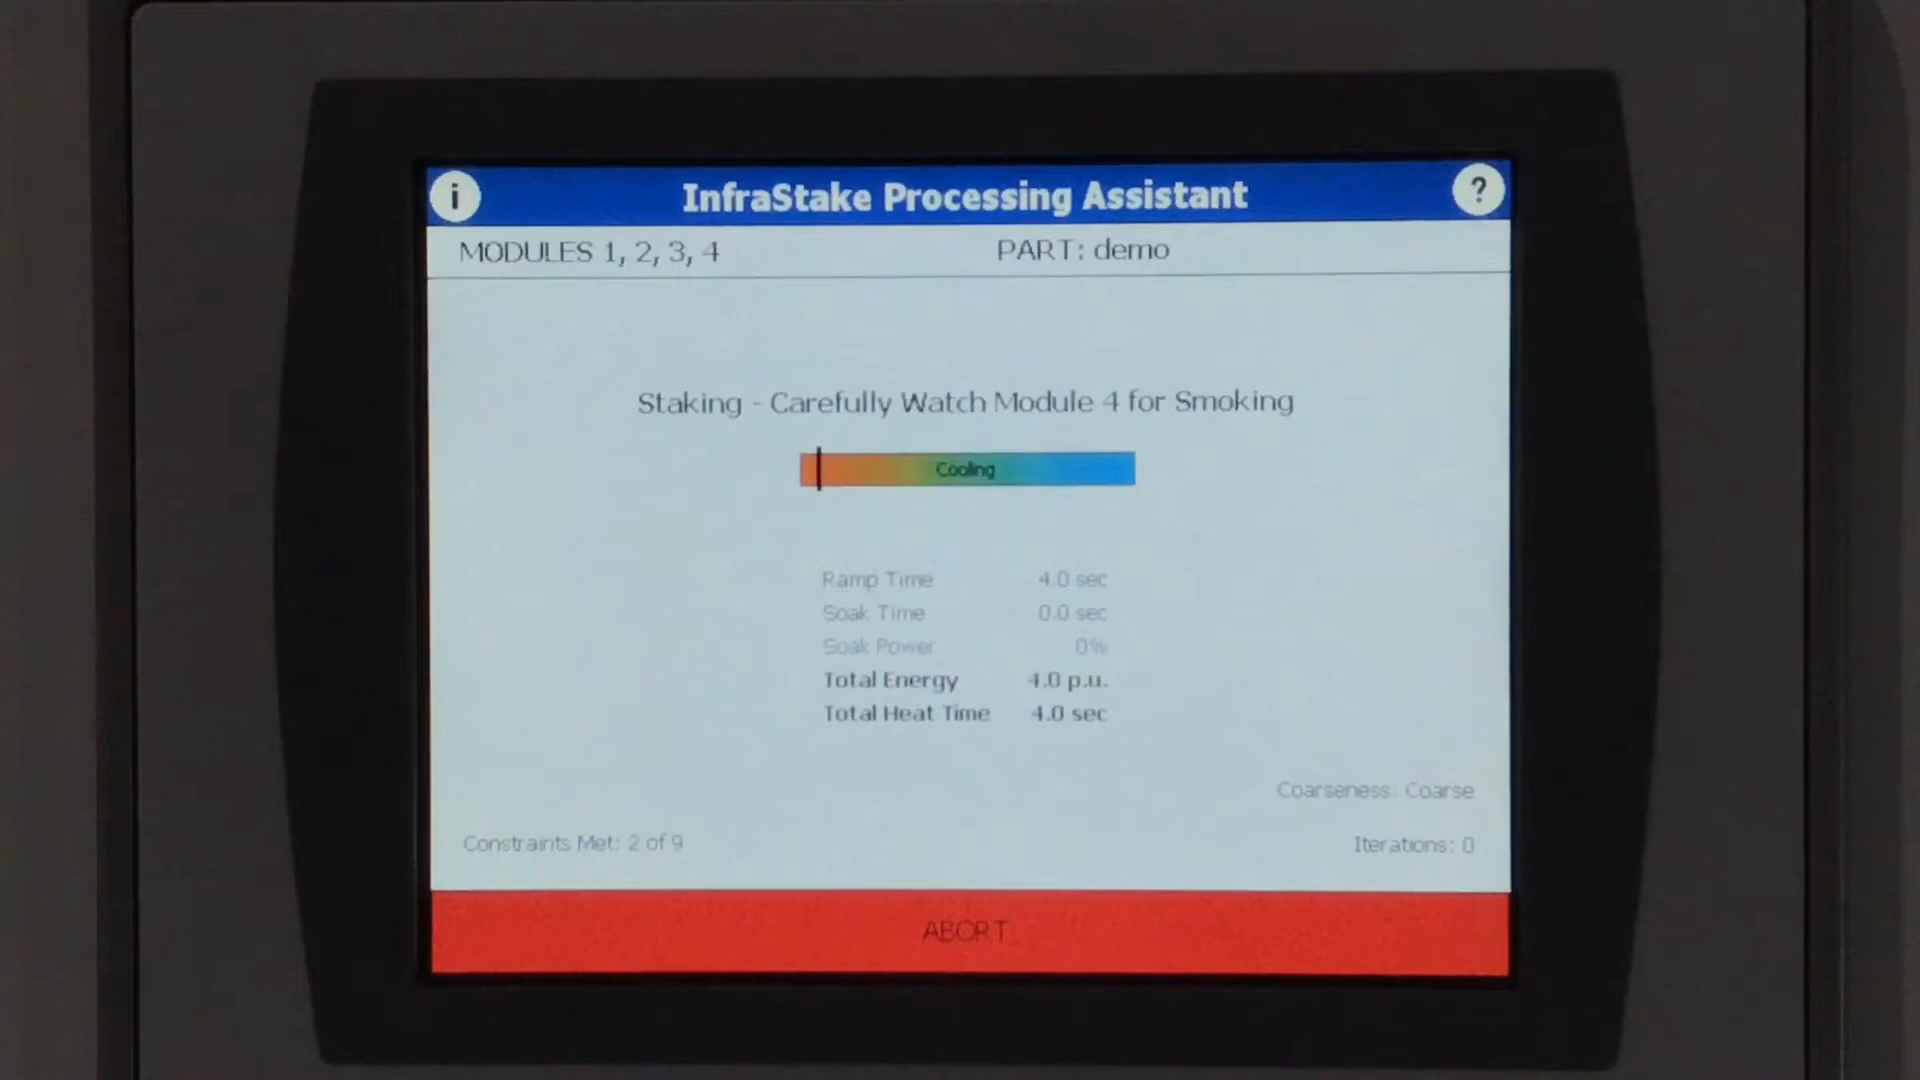 i InfraStake Processing Assistant ?
MODULES 1, 2, 3, 4 PART: demo
Staking - Carefully Watch Module 4 for Smoking
Cooling
Ramp Time 4.0 sec
Soak Time 0.0 sec
Soak Power 0%
Total Energy 4.0 p.u.
Total Heat Time 4.0 sec
Coarseness: Coarse
Constraints Met: 2 of 9 Iterations: 0
ABORT